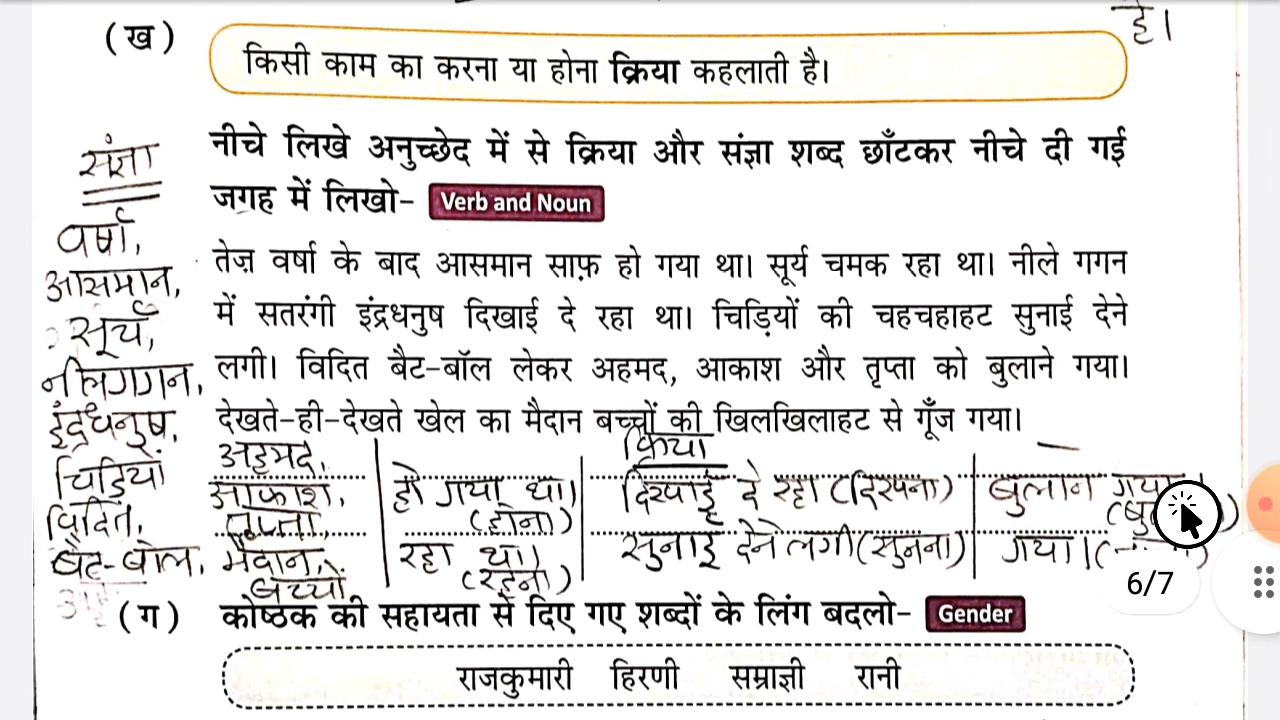 है।
(ख)
किसी काम का करना या होना क्रिया कहलाती है।
नीचे लिखे अनुच्छेद में से क्रिया और संज्ञा शब्द छाँटकर नीचे दी गई
जगह में लिखो- Verb and Noun
तेज़ वर्षा के बाद आसमान साफ़ हो गया था। सूर्य चमक रहा था। नीले गगन
में सतरंगी इंद्रधनुष दिखाई दे रहा था। चिड़ियों की चहचहाहट सुनाई देने
लगी। विदित बैट-बॉल लेकर अहमद, आकाश और तृप्ता को बुलाने गया।
देखते-ही-देखते खेल का मैदान बच्चों की खिलखिलाहट से गूँज गया।
संज्ञा
वर्षा,
आसमान,
सूर्य,
नीलगगन,
इंद्रधनुष,
चिड़ियों
विदित,
बैट-बोल,
अहमद,
आकाश,
तृप्ता,
मैदान,
बच्चों
हो गया था।
(होना)
रहा था।
(रहना)
क्रिया
दिखाई दे रहा (दिखना)
सुनाई देने लगी (सुनना)
बुलाने गया।
गया।
6/7
(ग) कोष्ठक की सहायता से दिए गए शब्दों के लिंग बदलो- Gender
राजकुमारी हिरणी सम्राज्ञी रानी